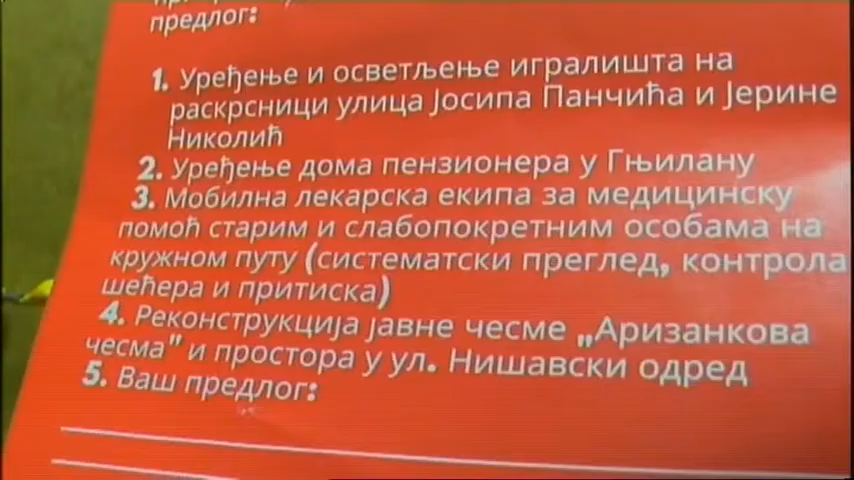 предлог:
1. Уређење и осветљење игралишта на
раскрсници улица Јосипа Панчића и Јерине
Николић
2. Уређење дома пензионера у Гњилану
3. Мобилна лекарска екипа за медицинску
помоћ старим и слабопокретним особама на
кружном путу (систематски преглед, контрола
шећера и притиска)
4. Реконструкција јавне чесме „Аризанкова
чесма" и простора у ул. Нишавски одред
5. Ваш предлог: